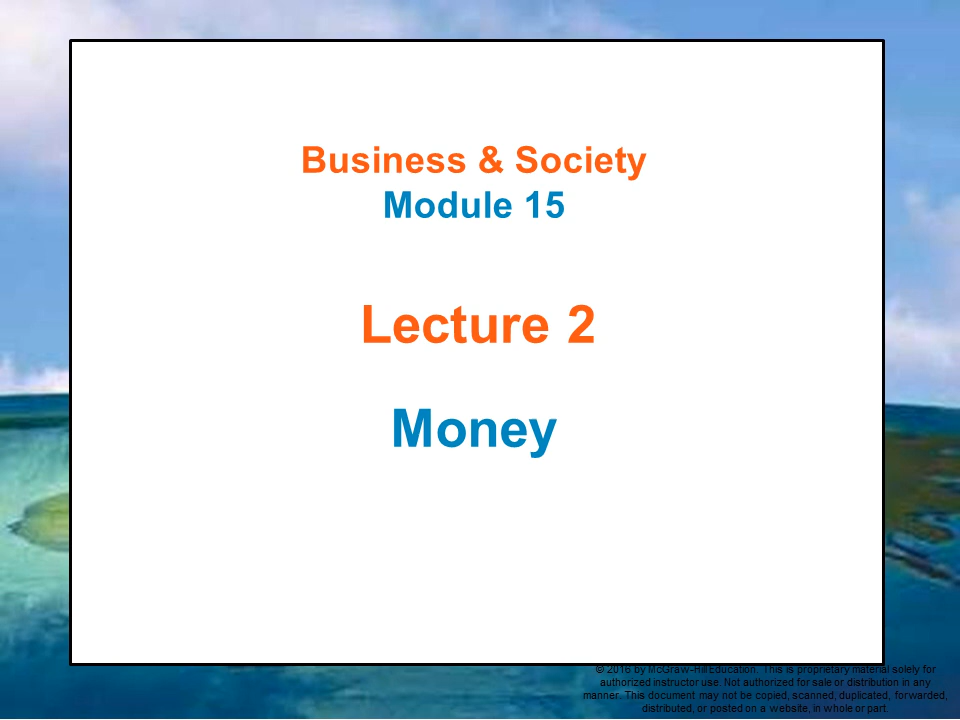 Business & Society
Module 15
Lecture 2
Money
© 2016 by McGraw-Hill Education. This is proprietary material solely for
authorized instructor use. Not authorized for sale or distribution in any
manner. This document may not be copied, scanned, duplicated, forwarded,
distributed, or posted on a website, in whole or part.